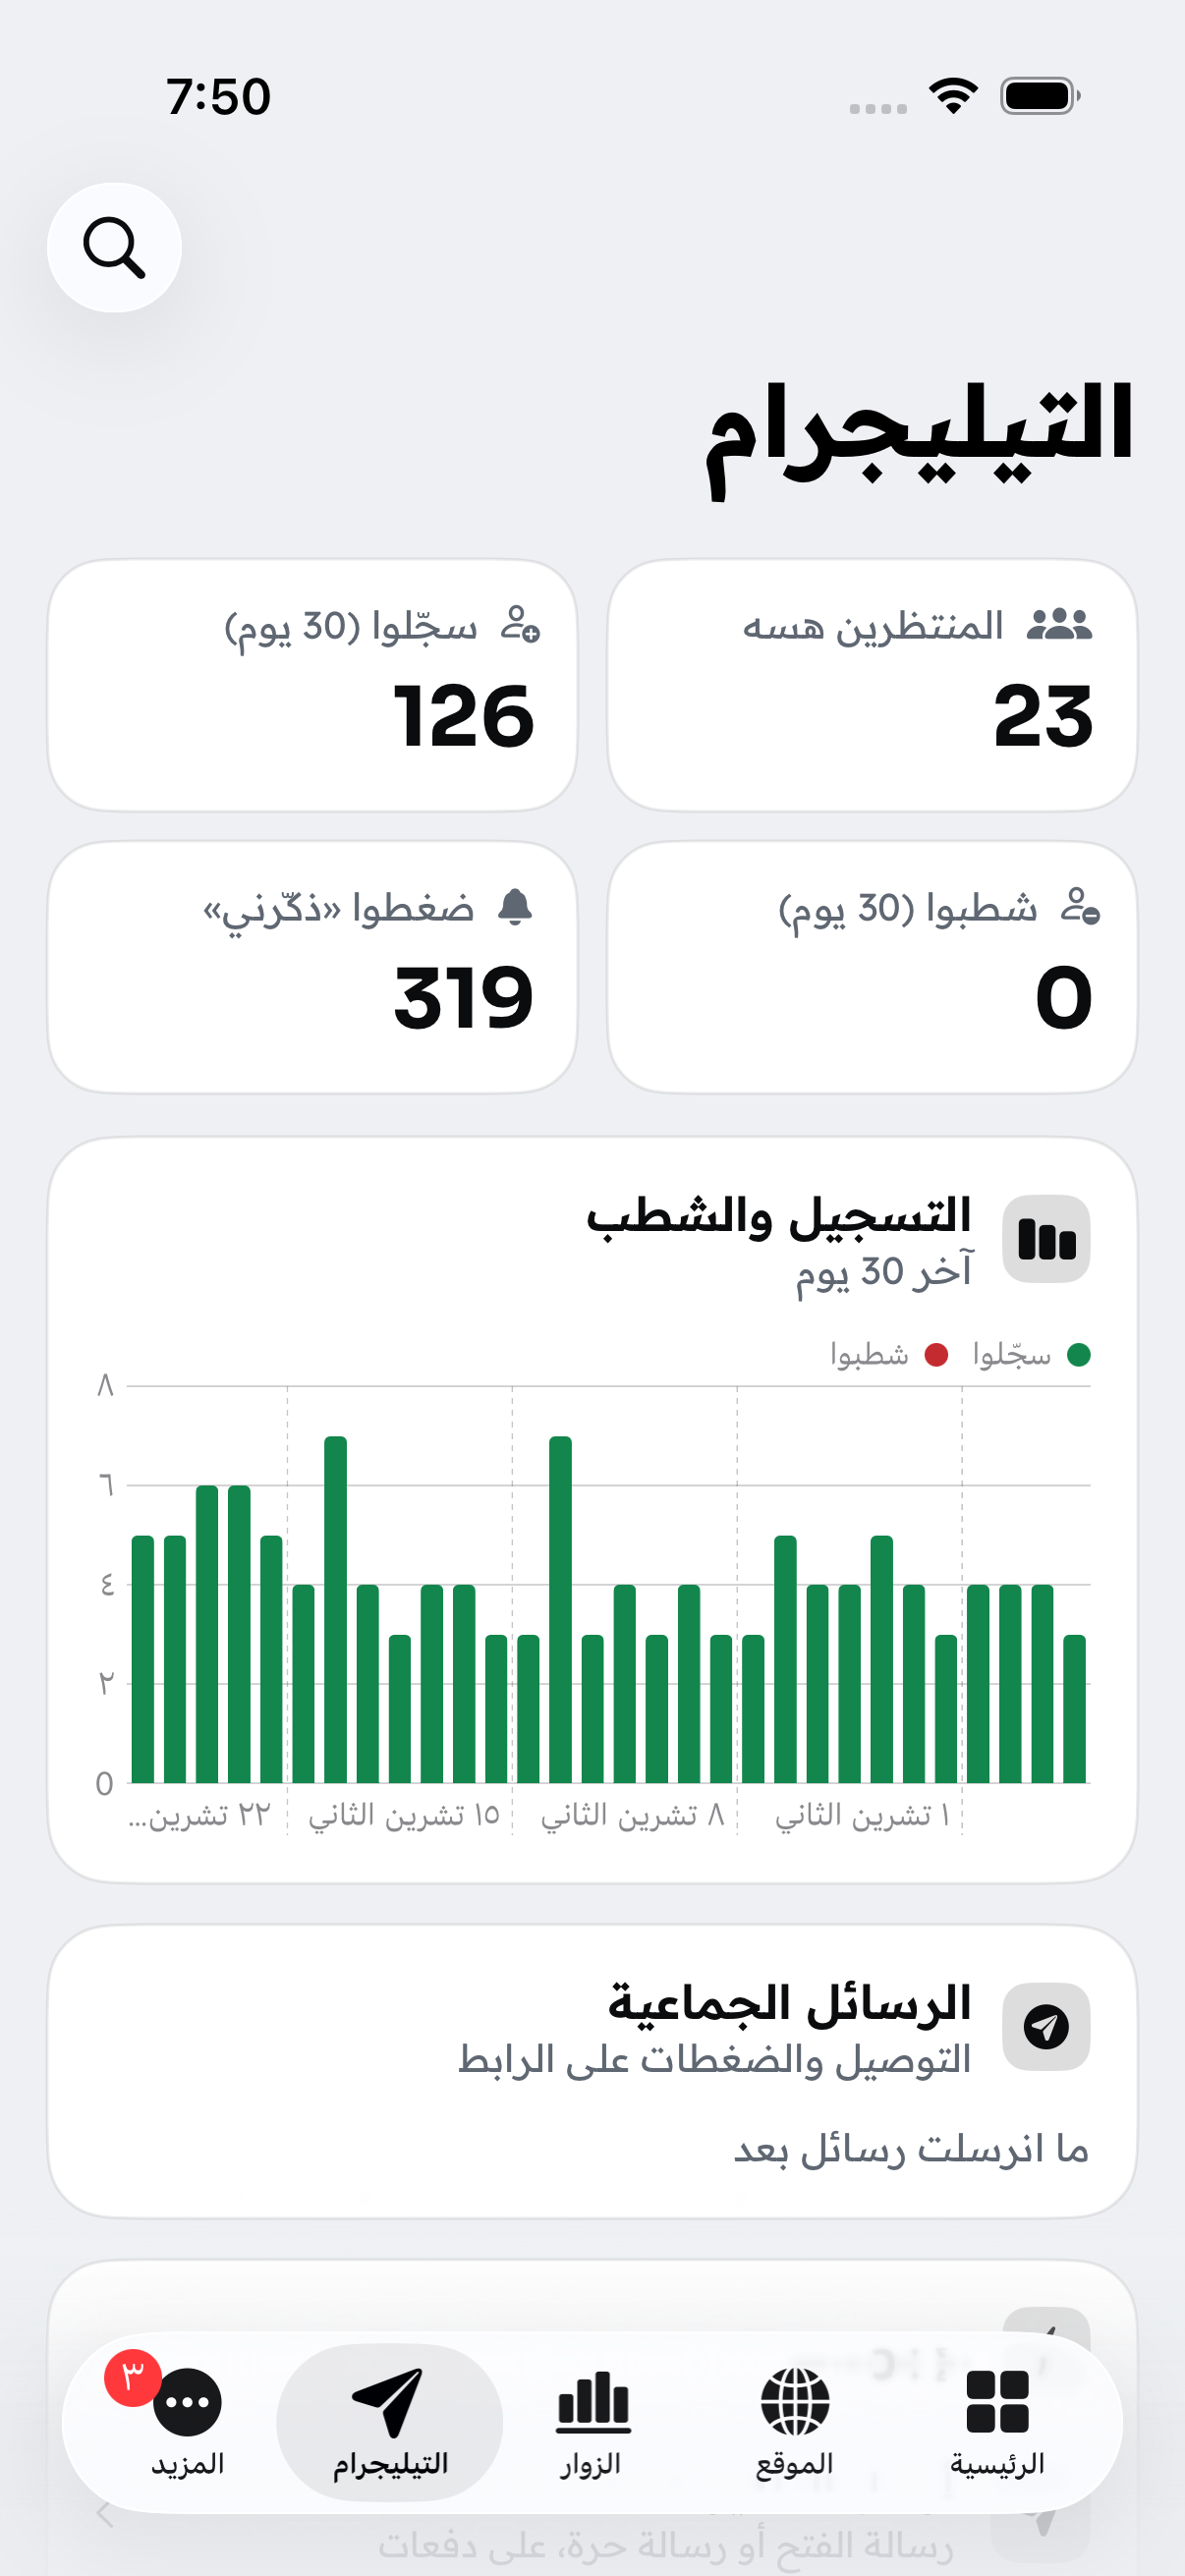 7:50
التيليجرام
المنتظرين هسه
23
سجّلوا (30 يوم)
126
شطبوا (30 يوم)
0
ضغطوا «ذكّرني»
319
التسجيل والشطب
آخر 30 يوم
سجّلوا شطبوا
٨
٦
٤
٢
0
١ تشرين الثاني ٨ تشرين الثاني ١٥ تشرين الثاني ٢٢ تشرين...
الرسائل الجماعية
التوصيل والضغطات على الرابط
ما انرسلت رسائل بعد
الرئيسية الموقع الزوار التيليجرام المزيد ٣
رسالة الفتح أو رسالة حرة، على دفعات